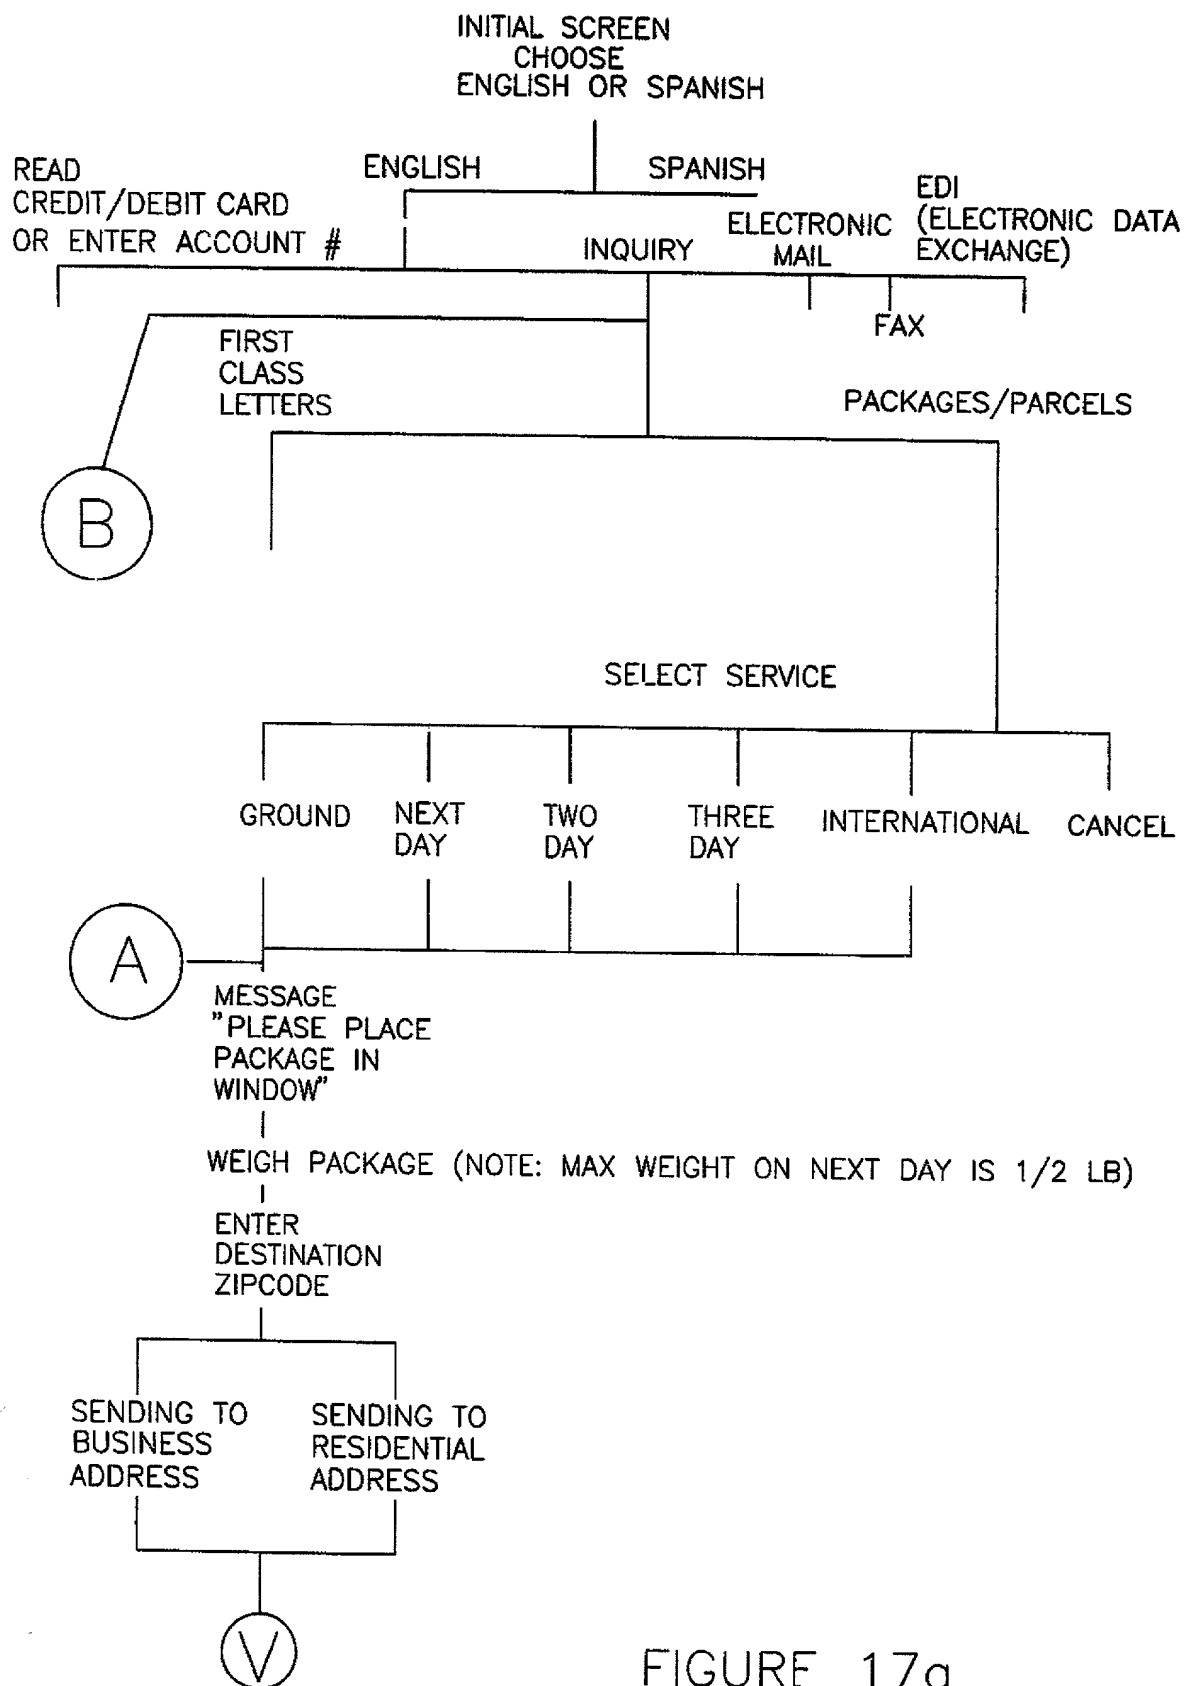 INITIAL SCREEN
CHOOSE
ENGLISH OR SPANISH
ENGLISH
SPANISH
READ
CREDIT/DEBIT CARD
OR ENTER ACCOUNT #
INQUIRY
ELECTRONIC
MAIL
EDI
(ELECTRONIC DATA
EXCHANGE)
FAX
FIRST
CLASS
LETTERS
PACKAGES/PARCELS
B
SELECT SERVICE
GROUND
NEXT
DAY
TWO
DAY
THREE
DAY
INTERNATIONAL
CANCEL
A
MESSAGE
"PLEASE PLACE
PACKAGE IN
WINDOW"
WEIGH PACKAGE (NOTE: MAX WEIGHT ON NEXT DAY IS 1/2 LB)
ENTER
DESTINATION
ZIPCODE
SENDING TO
BUSINESS
ADDRESS
SENDING TO
RESIDENTIAL
ADDRESS
V
FIGURE 17a